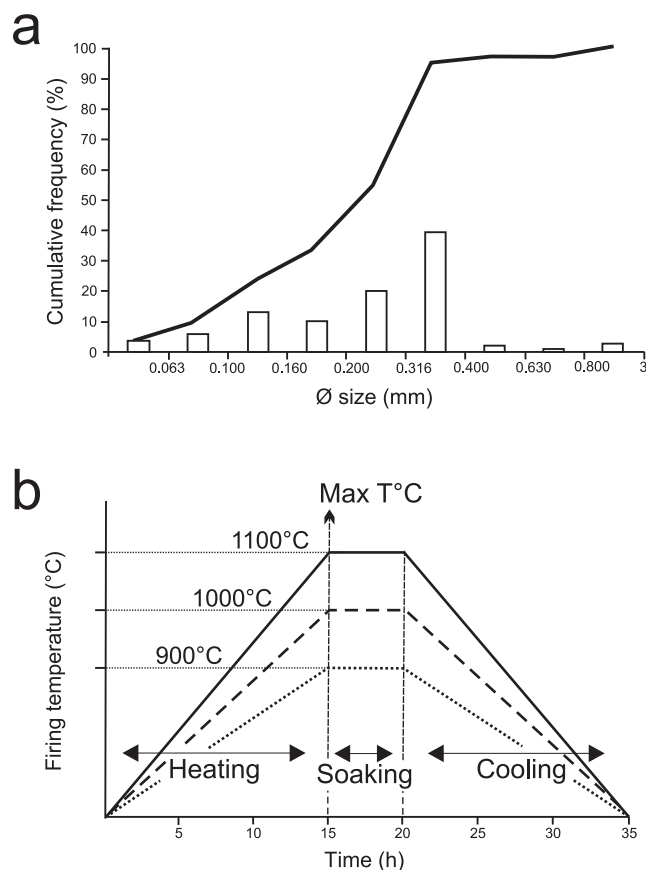 a
Cumulative frequency (%)
100
90
80
70
60
50
40
30
20
10
0
0.063 0.100 0.160 0.200 0.316 0.400 0.630 0.800 3
Ø size (mm)
b
Max T°C
Firing temperature (°C)
1100°C
1000°C
900°C
Heating Soaking Cooling
5 10 15 20 25 30 35
Time (h)